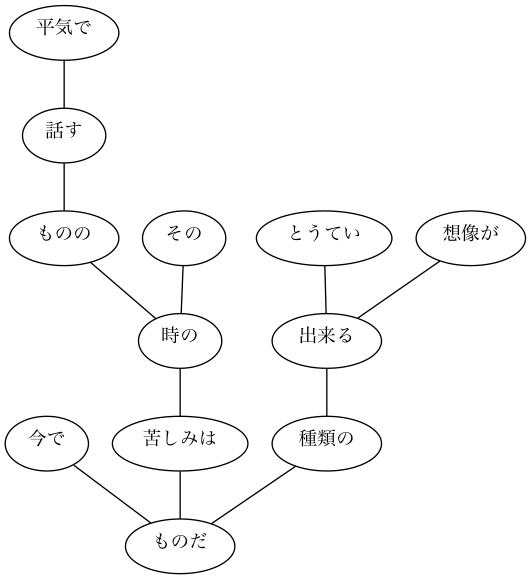 平気で
話す
ものの
その
とうてい
想像が
時の
出来る
今で
苦しみは
種類の
ものだ